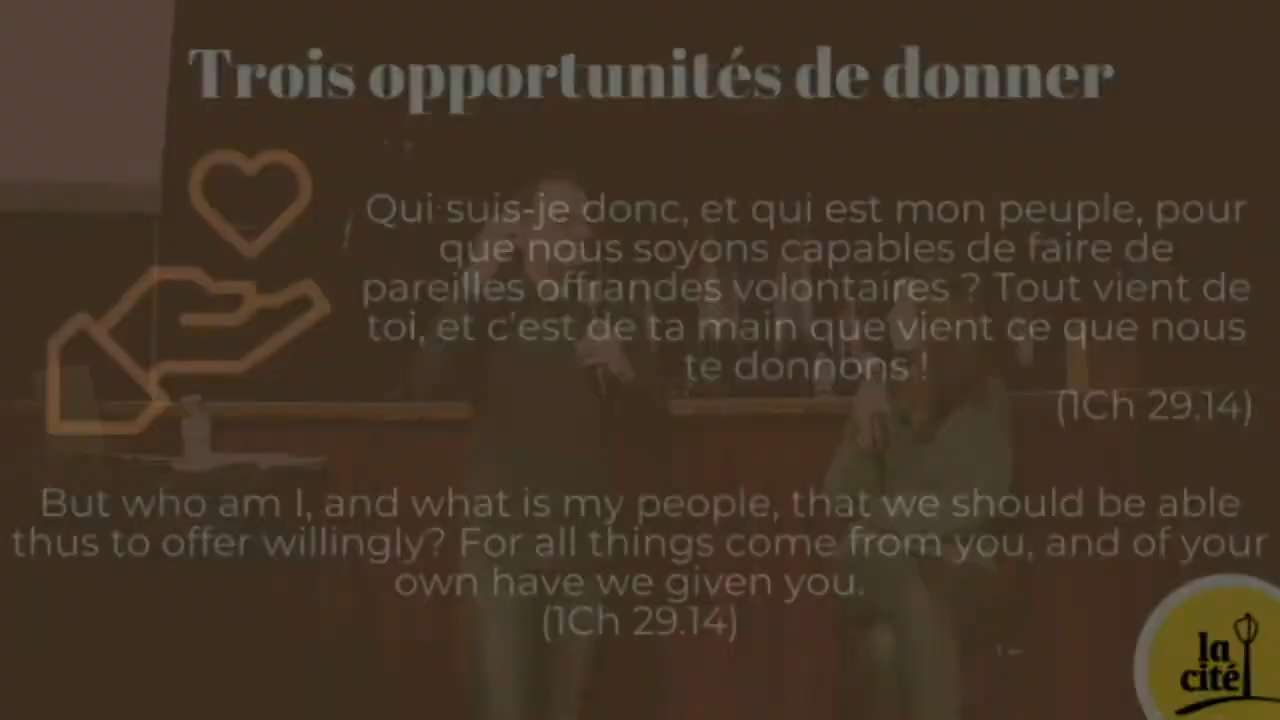 Trois opportunités de donner
Qui suis-je donc, et qui est mon peuple, pour
que nous soyons capables de faire de
pareilles offrandes volontaires ? Tout vient de
toi, et c'est de ta main que vient ce que nous
te donnons !
(1Ch 29.14)
But who am I, and what is my people, that we should be able
thus to offer willingly? For all things come from you, and of your
own have we given you.
(1Ch 29.14)
la
cité